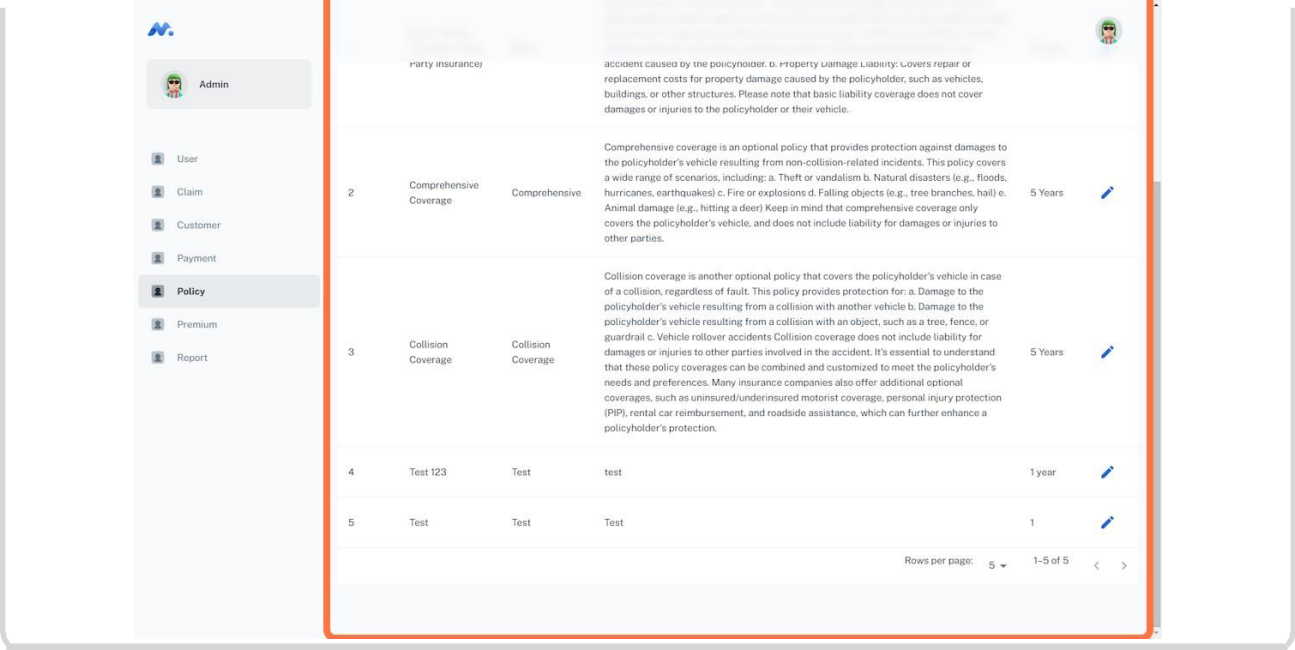 Party Insurance)
accident caused by the policyholder. b. Property Damage Liability: Covers repair or
replacement costs for property damage caused by the policyholder, such as vehicles,
buildings, or other structures. Please note that basic liability coverage does not cover
damages or injuries to the policyholder or their vehicle.
Admin
User
Claim
Customer
Payment
Policy
Premium
Report
2
Comprehensive
Coverage
Comprehensive
Comprehensive coverage is an optional policy that provides protection against damages to
the policyholder's vehicle resulting from non-collision-related incidents. This policy covers
a wide range of scenarios, including: a. Theft or vandalism b. Natural disasters (e.g., floods,
hurricanes, earthquakes) c. Fire or explosions d. Falling objects (e.g., tree branches, hail) e.
Animal damage (e.g., hitting a deer) Keep in mind that comprehensive coverage only
covers the policyholder's vehicle, and does not include liability for damages or injuries to
other parties.
5 Years
3
Collision
Coverage
Collision
Coverage
Collision coverage is another optional policy that covers the policyholder's vehicle in case
of a collision, regardless of fault. This policy provides protection for: a. Damage to the
policyholder's vehicle resulting from a collision with another vehicle b. Damage to the
policyholder's vehicle resulting from a collision with an object, such as a tree, fence, or
guardrail c. Vehicle rollover accidents Collision coverage does not include liability for
damages or injuries to other parties involved in the accident. It's essential to understand
that these policy coverages can be combined and customized to meet the policyholder's
needs and preferences. Many insurance companies also offer additional optional
coverages, such as uninsured/underinsured motorist coverage, personal injury protection
(PIP), rental car reimbursement, and roadside assistance, which can further enhance a
policyholder's protection.
5 Years
4
Test 123
Test
test
1 year
5
Test
Test
Test
1
Rows per page:
5
1–5 of 5